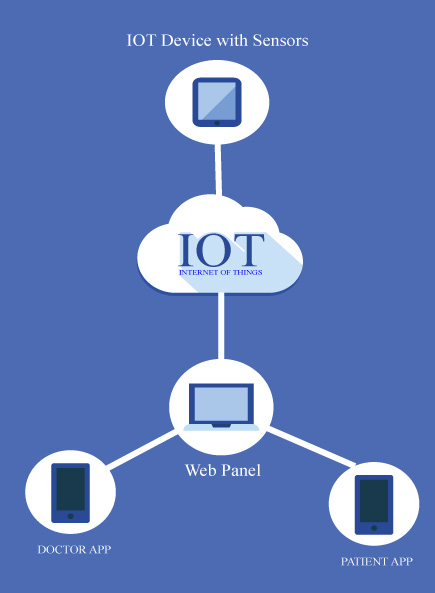 IOT Device with Sensors
IOT
INTERNET OF THINGS
Web Panel
DOCTOR APP
PATIENT APP